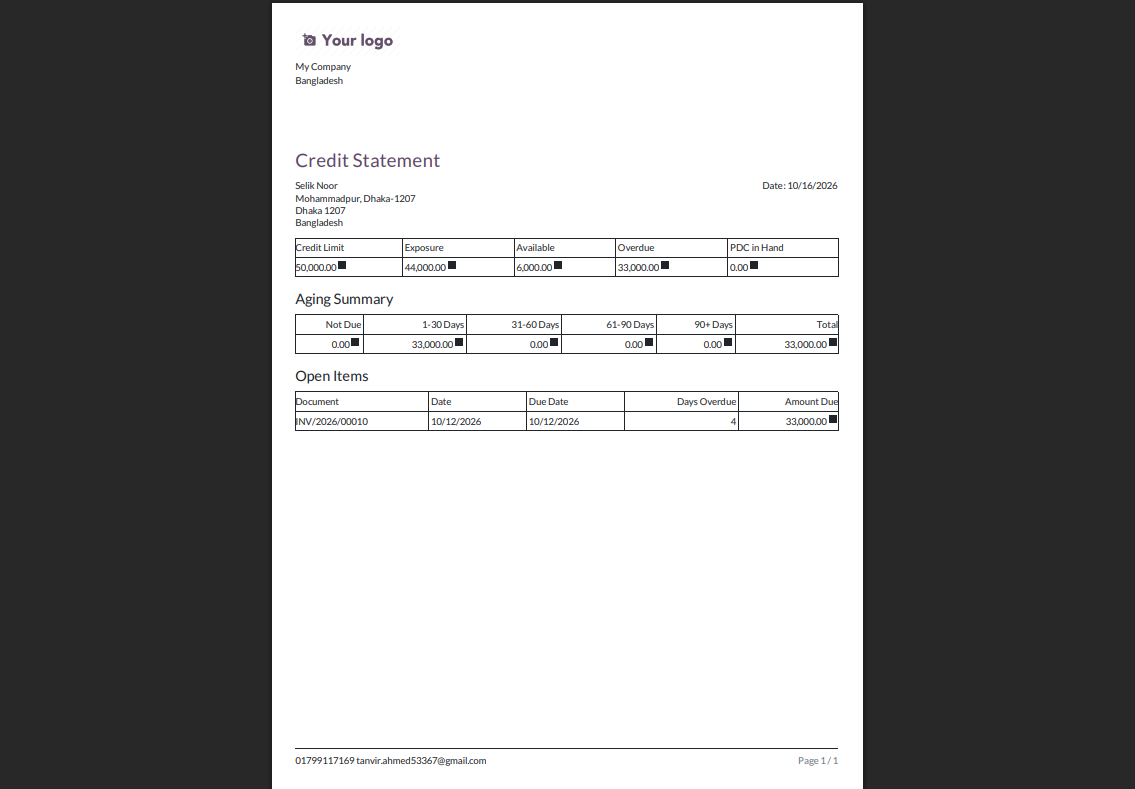 Your logo
My Company
Bangladesh
Credit Statement
Selik Noor Date: 10/16/2026
Mohammadpur, Dhaka-1207
Dhaka 1207
Bangladesh
Credit Limit Exposure Available Overdue PDC in Hand
50,000.00■ 44,000.00■ 6,000.00■ 33,000.00■ 0.00■
Aging Summary
Not Due 1-30 Days 31-60 Days 61-90 Days 90+ Days Total
0.00■ 33,000.00■ 0.00■ 0.00■ 0.00■ 33,000.00■
Open Items
Document Date Due Date Days Overdue Amount Due
INV/2026/00010 10/12/2026 10/12/2026 4 33,000.00■
01799117169 tanvir.ahmed53367@gmail.com Page 1 / 1